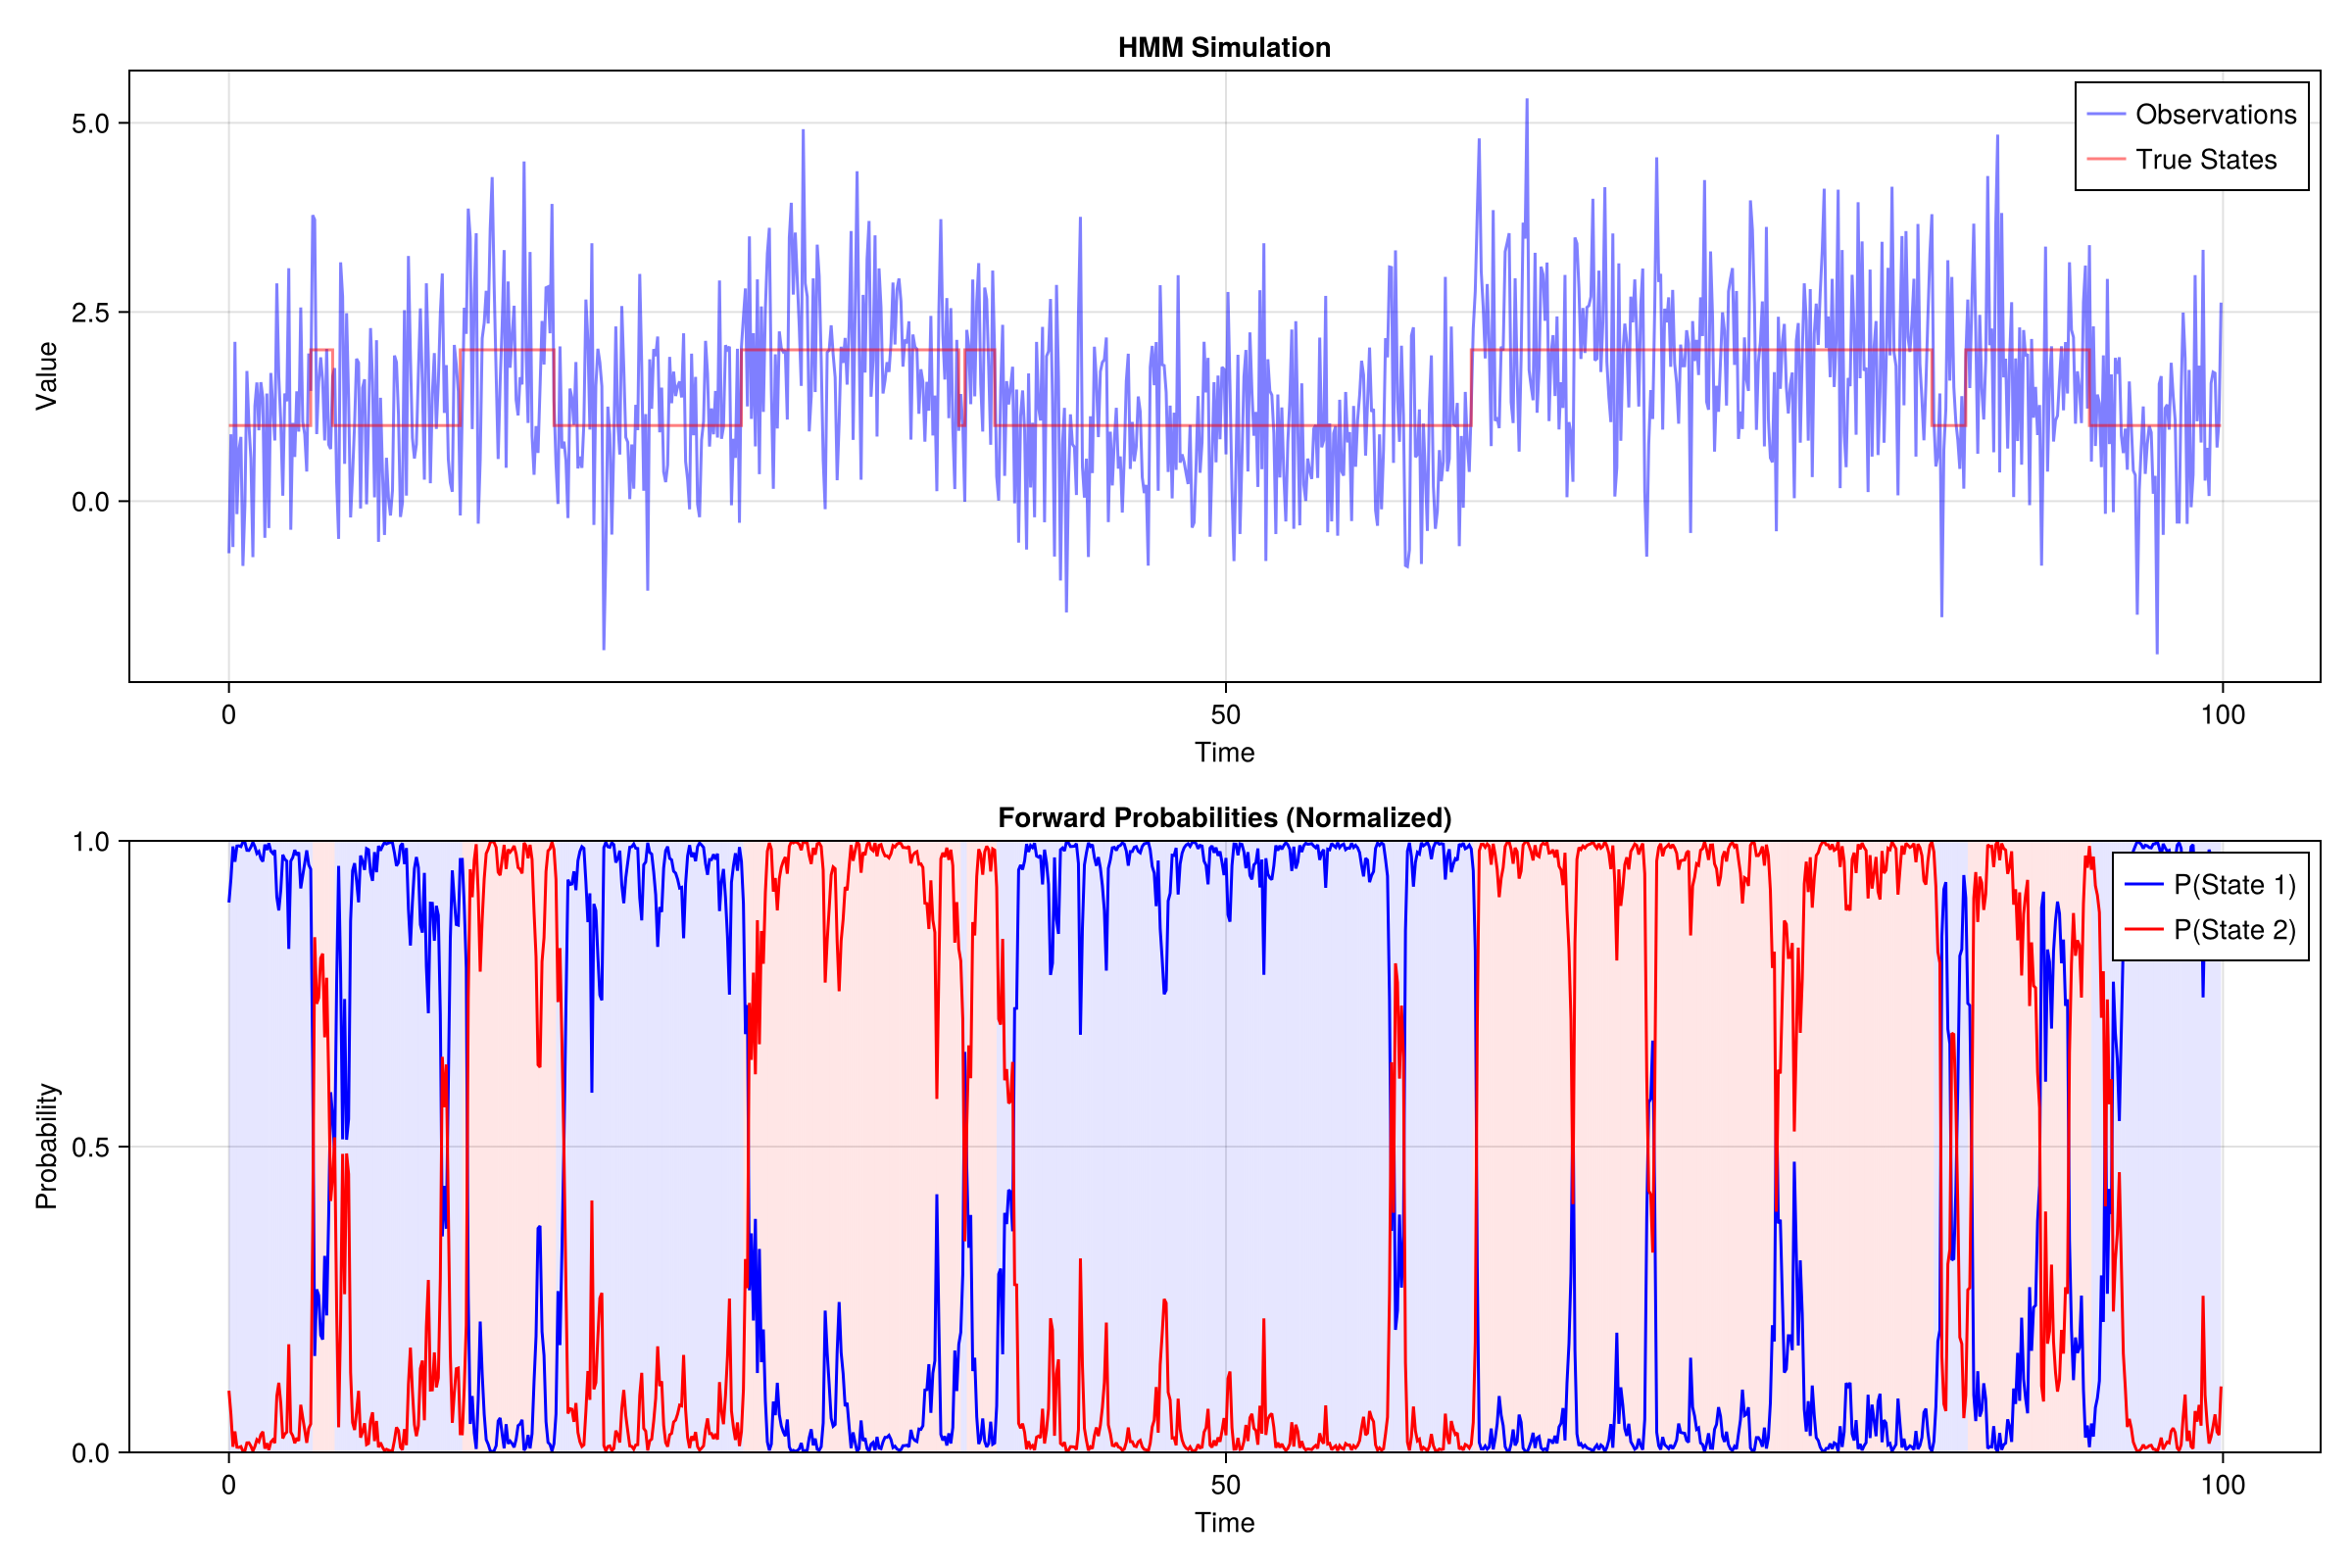 HMM Simulation
5.0
2.5
0.0
Value
Observations
True States
0
50
100
Time
Forward Probabilities (Normalized)
1.0
0.5
0.0
Probability
P(State 1)
P(State 2)
0
50
100
Time